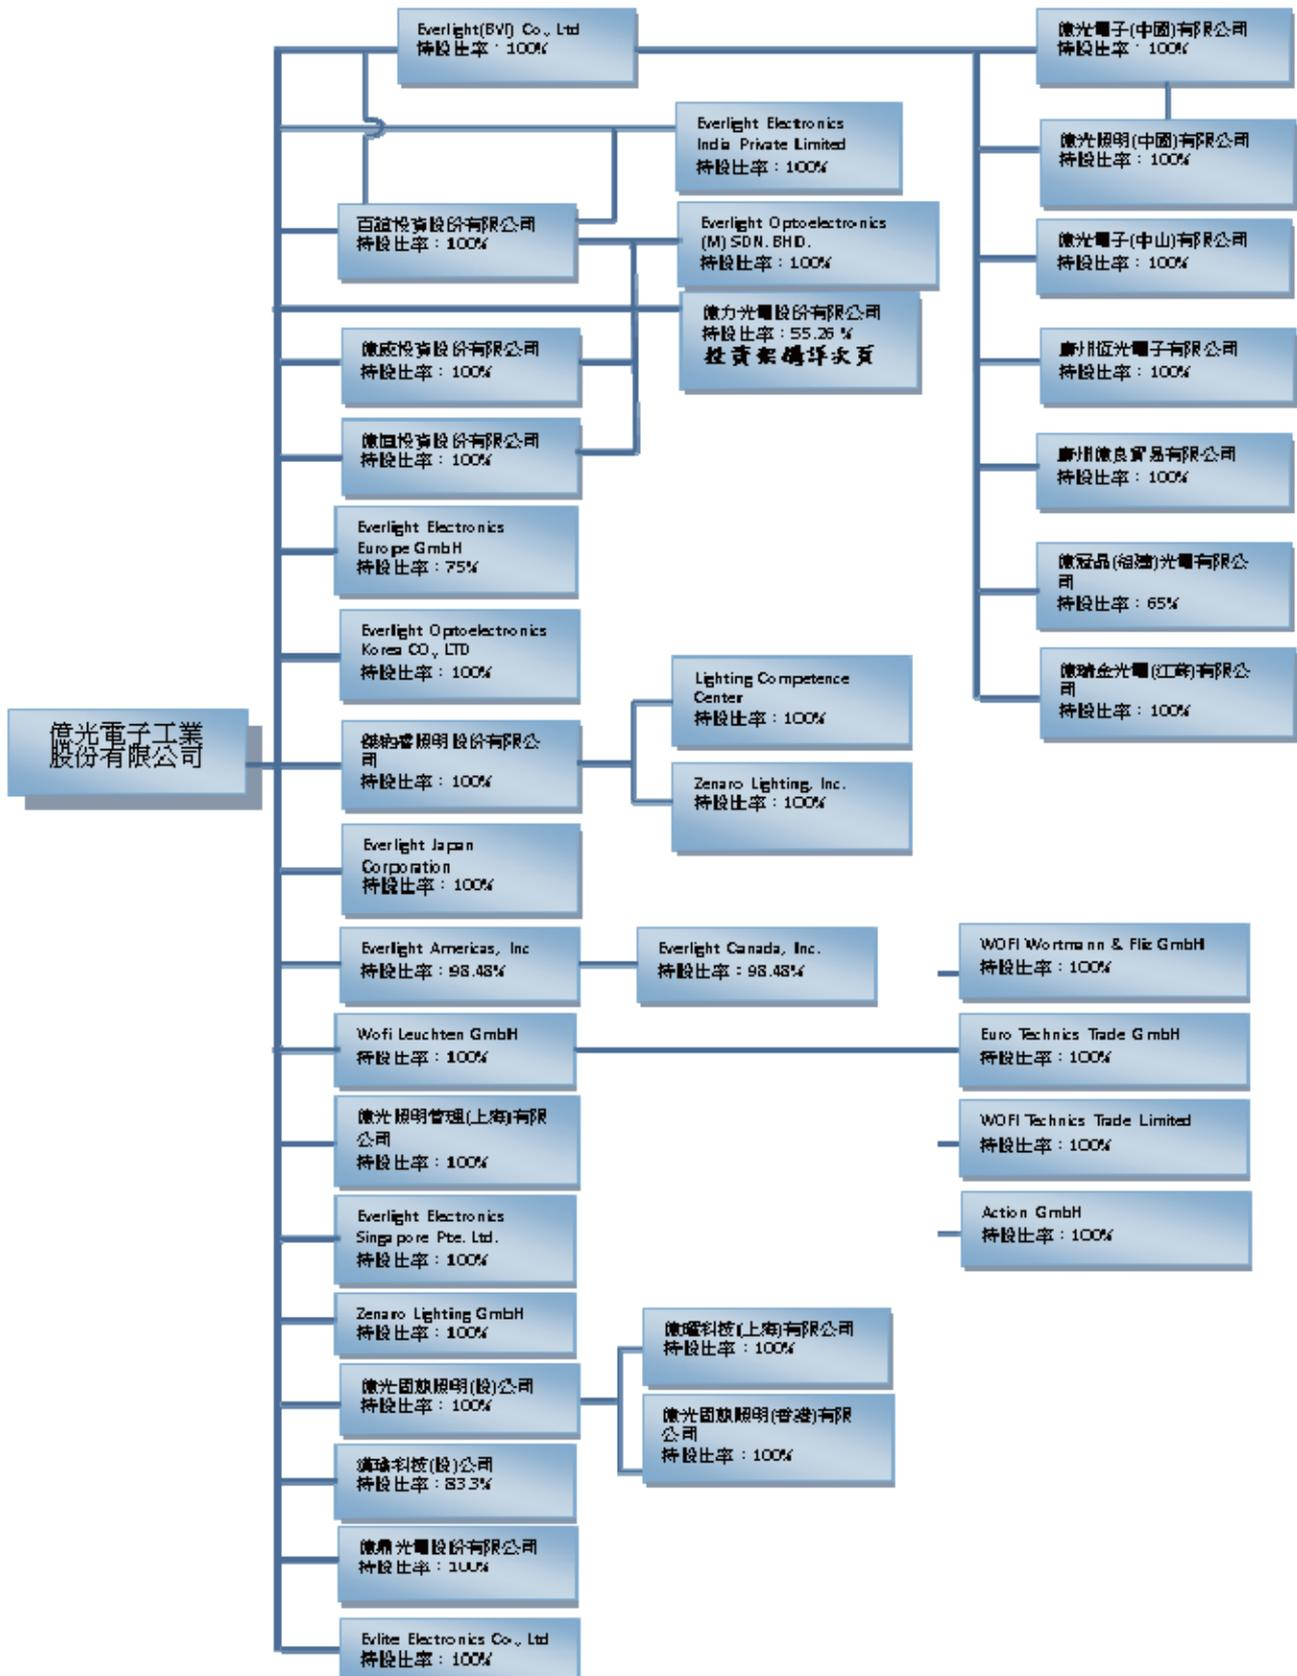 Everlight(BVI) Co., Ltd
持股比率：100%
億光電子(中國)有限公司
持股比率：100%
Everlight Electronics
India Private Limited
持股比率：100%
億光照明(中國)有限公司
持股比率：100%
百誼投資股份有限公司
持股比率：100%
Everlight Optoelectronics
(M) SDN. BHD.
持股比率：100%
億光電子(中山)有限公司
持股比率：100%
億力光電股份有限公司
持股比率：55.26 %
投資架構詳次頁
億威投資股份有限公司
持股比率：100%
廣州恆光電子有限公司
持股比率：100%
億恒投資股份有限公司
持股比率：100%
廣州億良貿易有限公司
持股比率：100%
Everlight Electronics
Europe GmbH
持股比率：75%
億冠晶(福建)光電有限公
司
持股比率：65%
Everlight Optoelectronics
Korea CO., LTD
持股比率：100%
億瑞金光電(江蘇)有限公
司
持股比率：100%
Lighting Competence
Center
持股比率：100%
億光電子工業
股份有限公司
傑納睿照明股份有限公
司
持股比率：100%
Zenaro Lighting, Inc.
持股比率：100%
Everlight Japan
Corporation
持股比率：100%
Everlight Americas, Inc
持股比率：98.48%
Everlight Canada, Inc.
持股比率：98.48%
WOFI Wortmann & Filz GmbH
持股比率：100%
Wofi Leuchten GmbH
持股比率：100%
Euro Technics Trade GmbH
持股比率：100%
億光照明管理(上海)有限
公司
持股比率：100%
WOFI Technics Trade Limited
持股比率：100%
Everlight Electronics
Singapore Pte. Ltd.
持股比率：100%
Action GmbH
持股比率：100%
Zenaro Lighting GmbH
持股比率：100%
億曜科技(上海)有限公司
持股比率：100%
億光固態照明(股)公司
持股比率：100%
億光固態照明(香港)有限
公司
持股比率：100%
科技(股)公司
持股比率：83.3%
億鼎光電股份有限公司
持股比率：100%
Evlite Electronics Co., Ltd
持股比率：100%